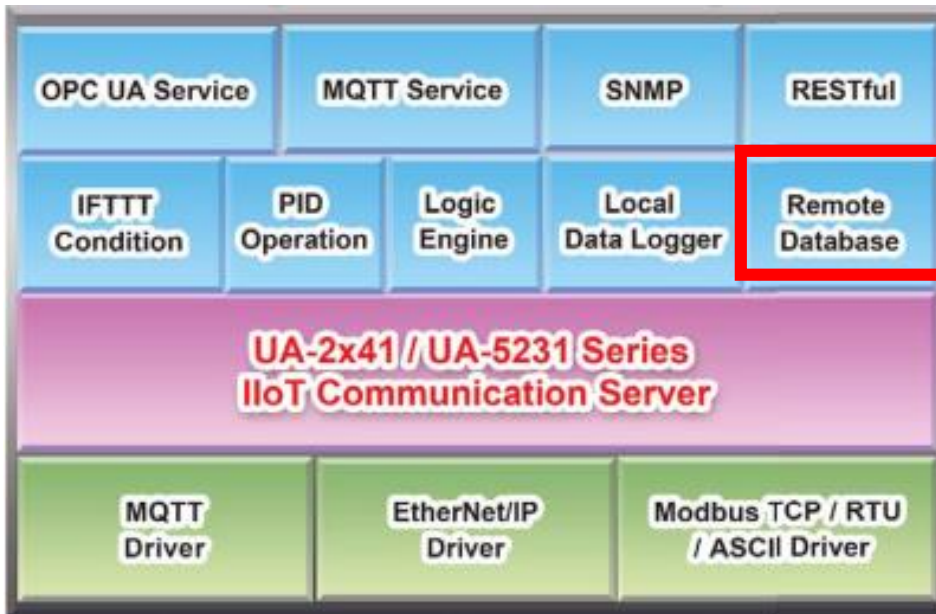 OPC UA Service
MQTT Service
SNMP
RESTful
IFTTT
Condition
PID
Operation
Logic
Engine
Local
Data Logger
Remote
Database
UA-2x41 / UA-5231 Series
IIoT Communication Server
MQTT
Driver
EtherNet/IP
Driver
Modbus TCP / RTU
/ ASCII Driver